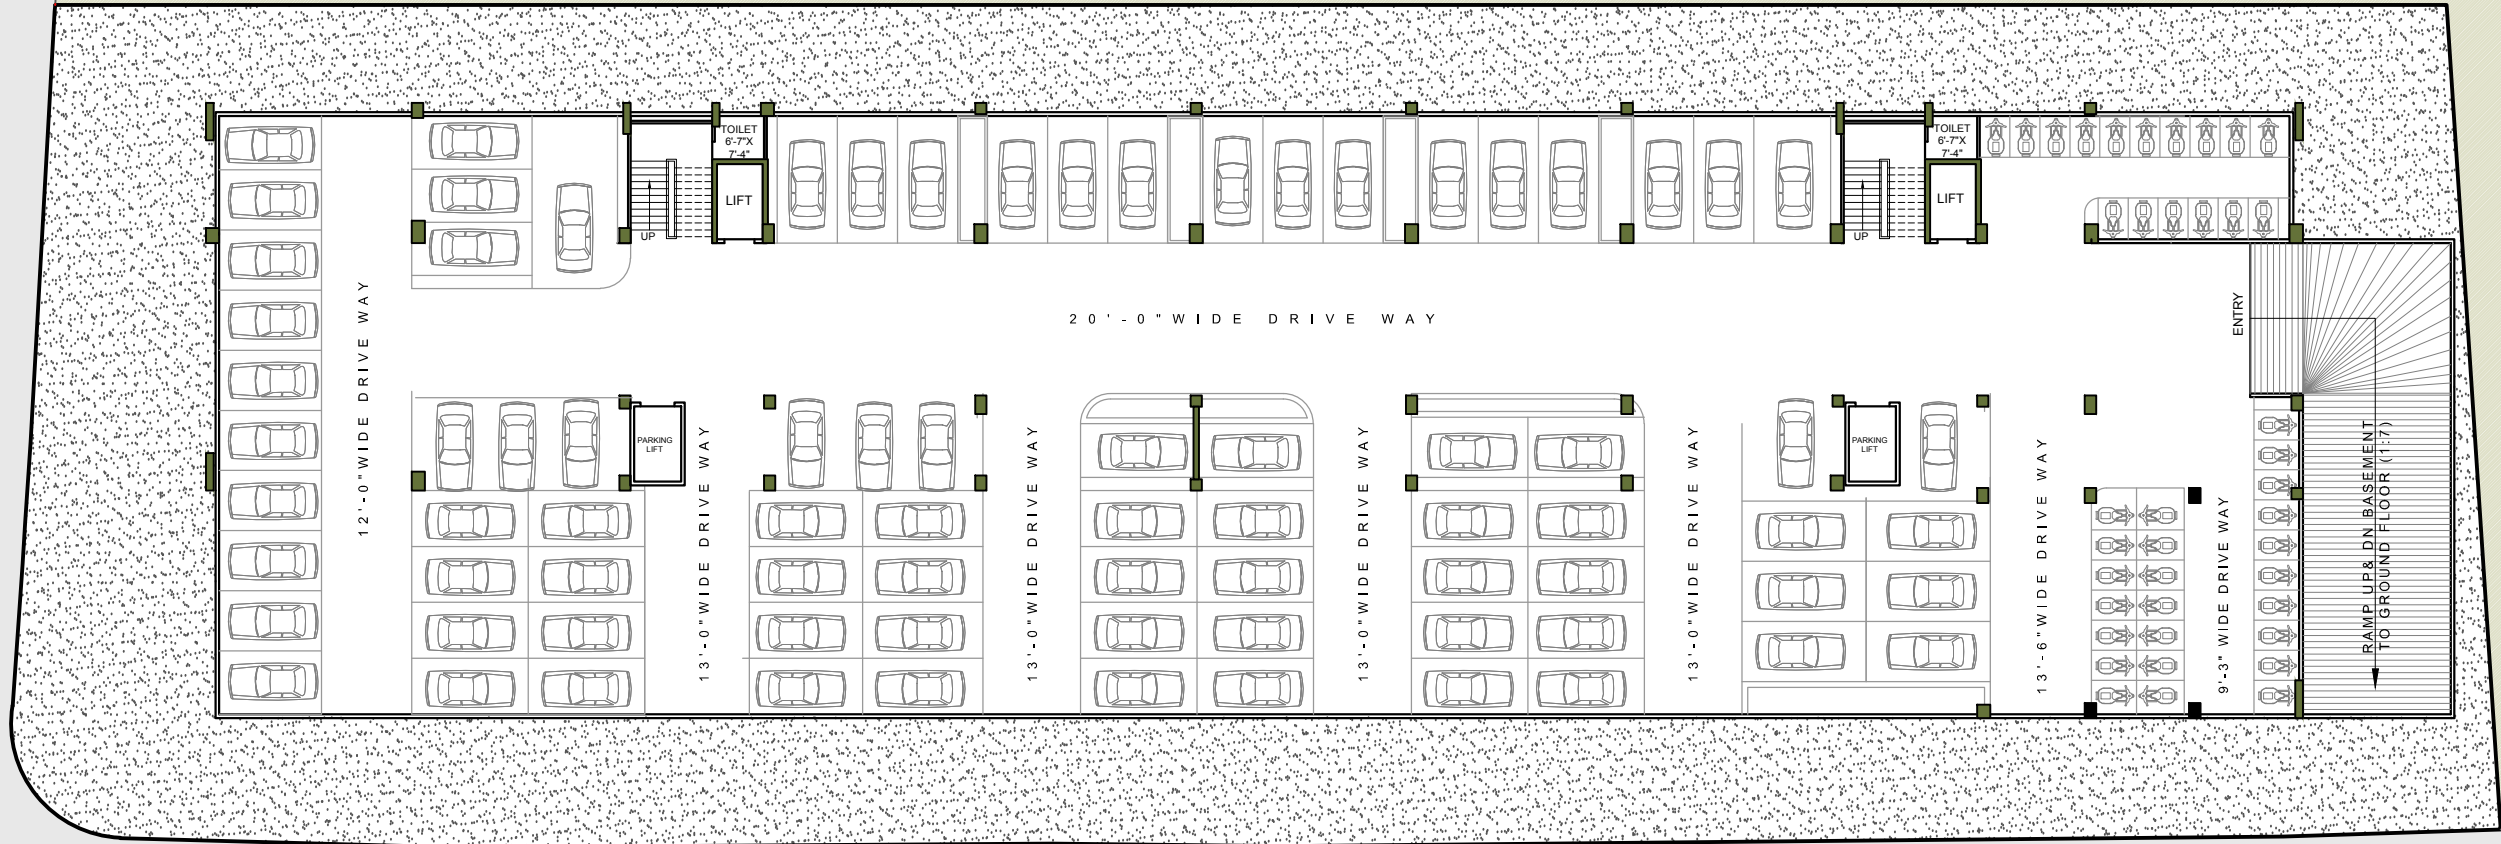 TOILET
6'-7"X
7'-4"
LIFT
UP
TOILET
6'-7"X
7'-4"
LIFT
UP
20'-0" WIDE DRIVE WAY
ENTRY
12'-0" WIDE DRIVE WAY
PARKING
LIFT
13'-0" WIDE DRIVE WAY
13'-0" WIDE DRIVE WAY
13'-0" WIDE DRIVE WAY
13'-0" WIDE DRIVE WAY
PARKING
LIFT
13'-6" WIDE DRIVE WAY
9'-3" WIDE DRIVE WAY
RAMP UP & DN BASEMENT
TO GROUND FLOOR (1:7)